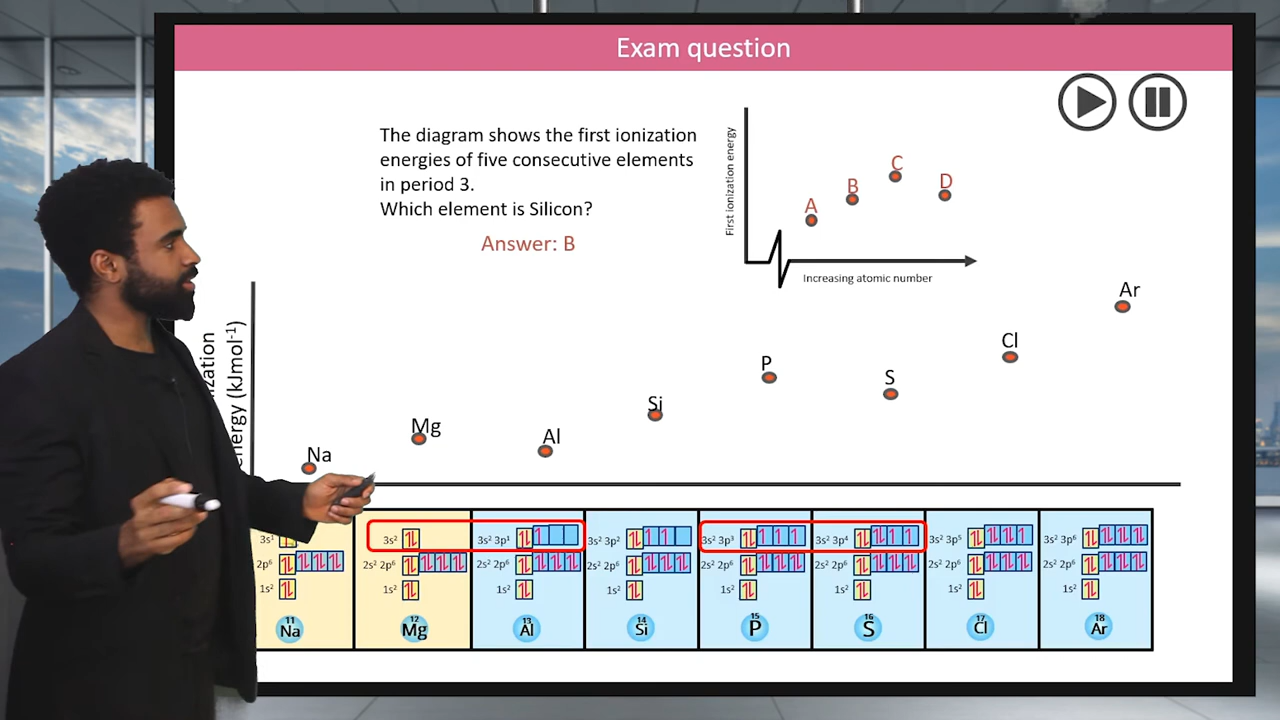 Exam question
The diagram shows the first ionization
energies of five consecutive elements
in period 3.
Which element is Silicon?
Answer: B
First ionization energy
A
B
C
D
Increasing atomic number
energy (kJmol⁻¹)
Na
Mg
Al
Si
P
S
Cl
Ar
3s¹
3s²
3s² 3p¹
3s² 3p²
3s² 3p³
3s² 3p⁴
3s² 3p⁵
3s² 3p⁶
2p⁶
2s² 2p⁶
2s² 2p⁶
2s² 2p⁶
2s² 2p⁶
2s² 2p⁶
2s² 2p⁶
2s² 2p⁶
1s²
1s²
1s²
1s²
1s²
1s²
1s²
1s²
11
Na
12
Mg
13
Al
14
Si
15
P
16
S
17
Cl
18
Ar